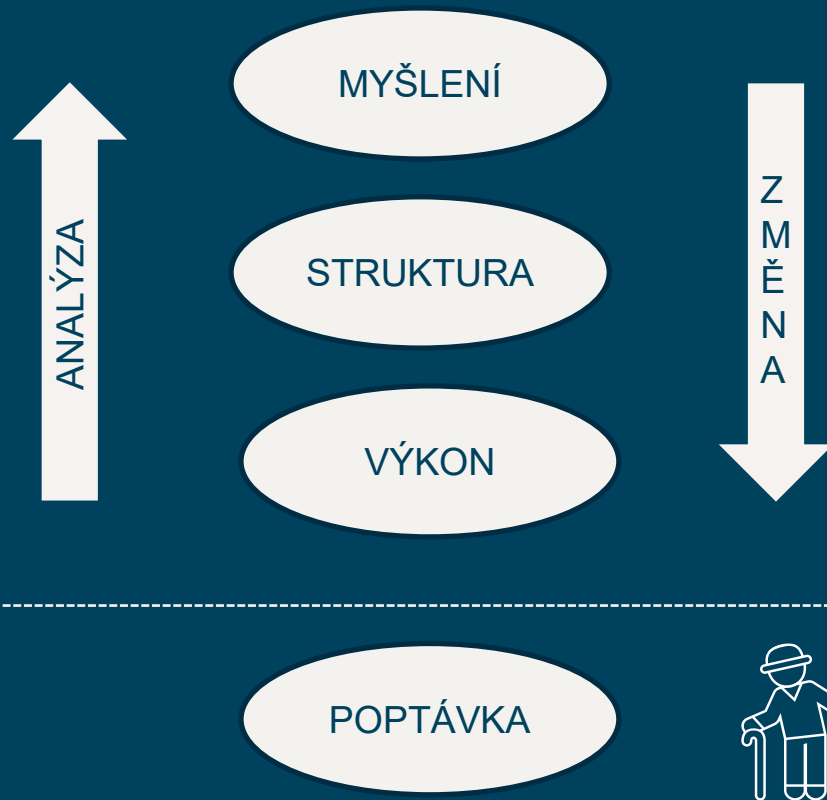 MYŠLENÍ
STRUKTURA
VÝKON
POPTÁVKA
ANALÝZA
ZMĚNA